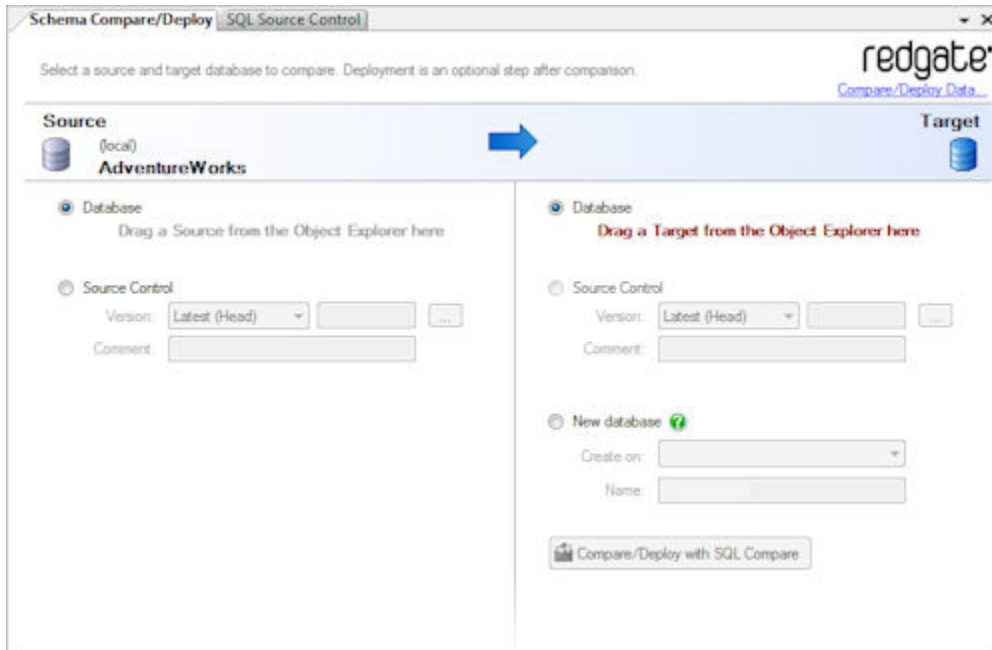 Schema Compare/Deploy SQL Source Control
Select a source and target database to compare. Deployment is an optional step after comparison.
redgate
Compare/Deploy Data...
Source
(local)
AdventureWorks
Target
Database
Drag a Source from the Object Explorer here
Source Control
Version: Latest (Head) ...
Comment:
Database
Drag a Target from the Object Explorer here
Source Control
Version: Latest (Head) ...
Comment:
New database ?
Create on:
Name:
Compare/Deploy with SQL Compare